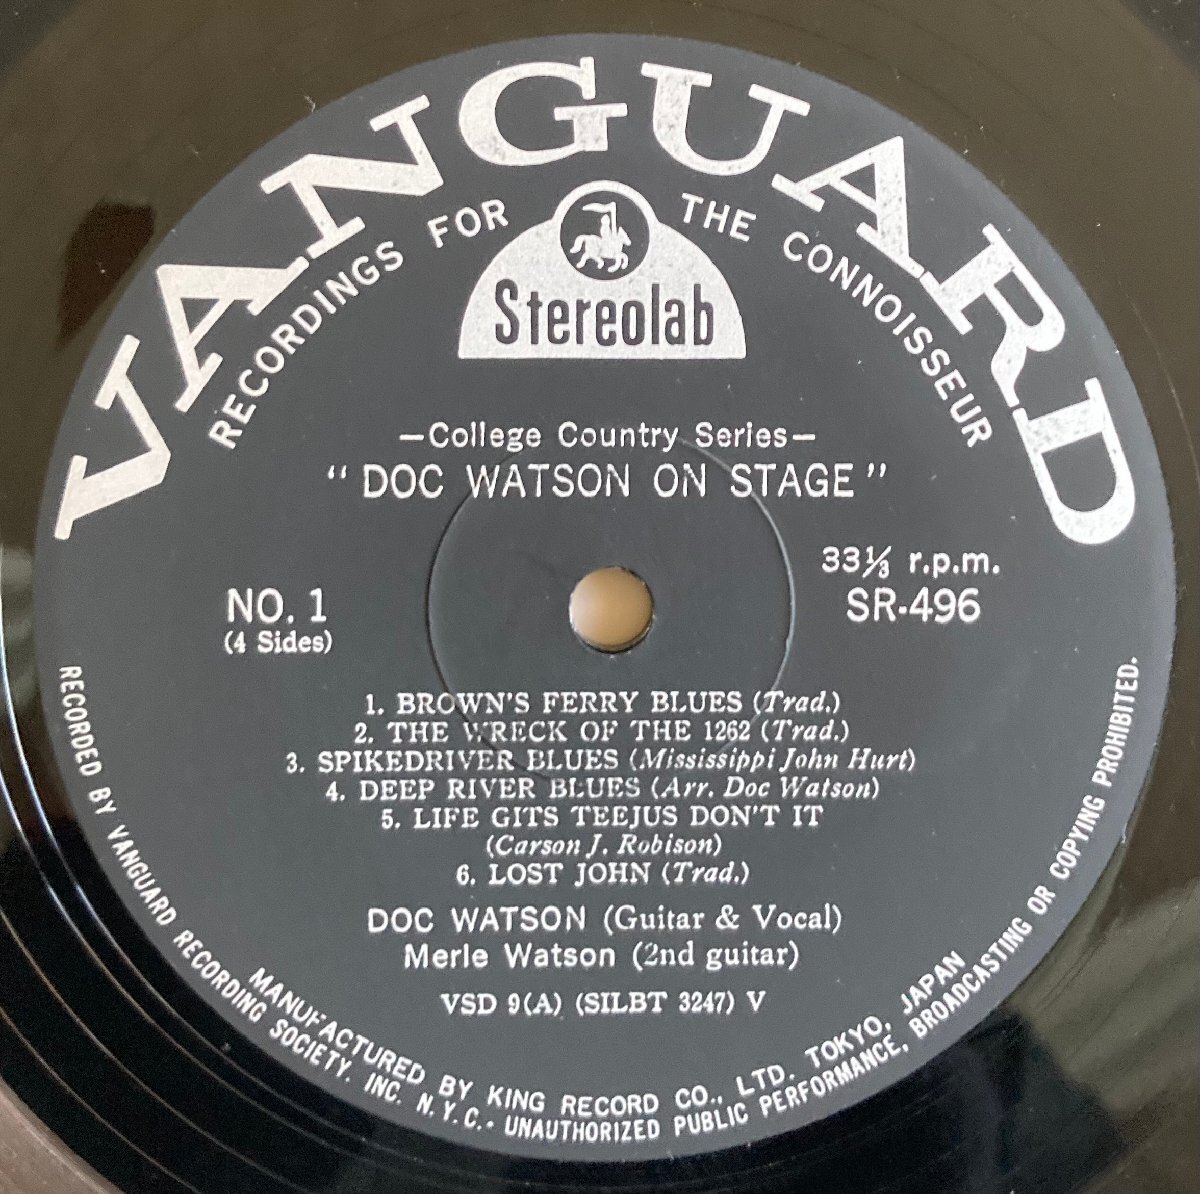 VANGUARD
RECORDINGS FOR THE CONNOISSEUR
Stereolab
—College Country Series—
“DOC WATSON ON STAGE”
33⅓ r.p.m.
NO. 1
SR-496
(4 Sides)
1. BROWN'S FERRY BLUES (Trad.)
2. THE WRECK OF THE 1262 (Trad.)
3. SPIKEDRIVER BLUES (Mississippi John Hurt)
4. DEEP RIVER BLUES (Arr. Doc Watson)
5. LIFE GITS TEEJUS DON'T IT
(Carson J. Robison)
6. LOST JOHN (Trad.)
DOC WATSON (Guitar & Vocal)
Merle Watson (2nd guitar)
VSD 9(A) (SILBT 3247) V
MANUFACTURED BY KING RECORD CO., LTD. TOKYO, JAPAN
RECORDED BY VANGUARD RECORDING SOCIETY. INC. N.Y.C.• UNAUTHORIZED PUBLIC PERFORMANCE, BROADCASTING OR COPYING PROHIBITED.